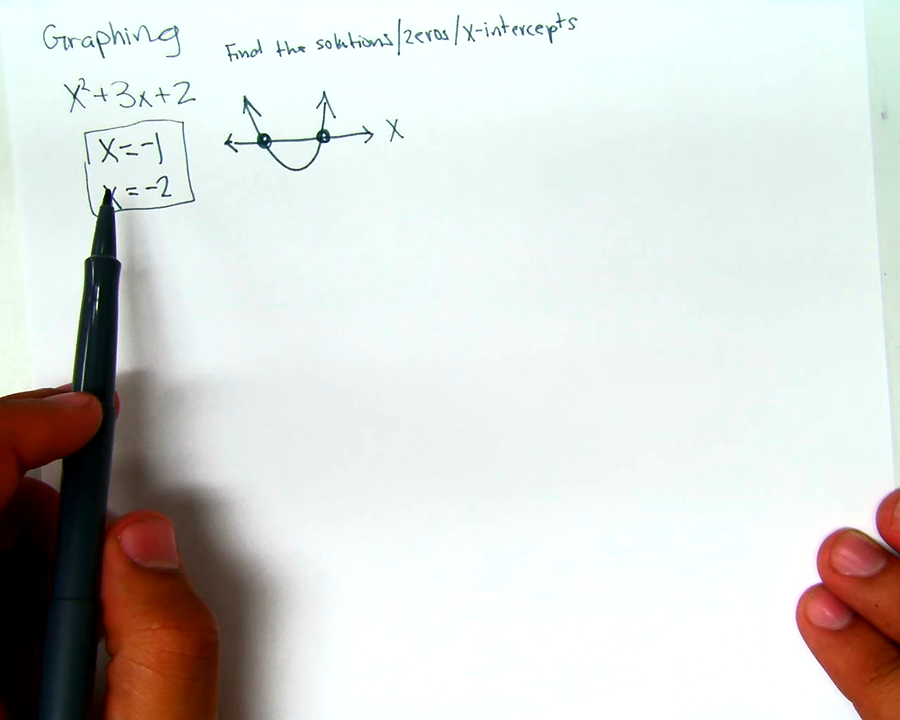 Graphing
Find the solutions/zeros/x-intercepts
x²+3x+2
x=-1
x=-2
X